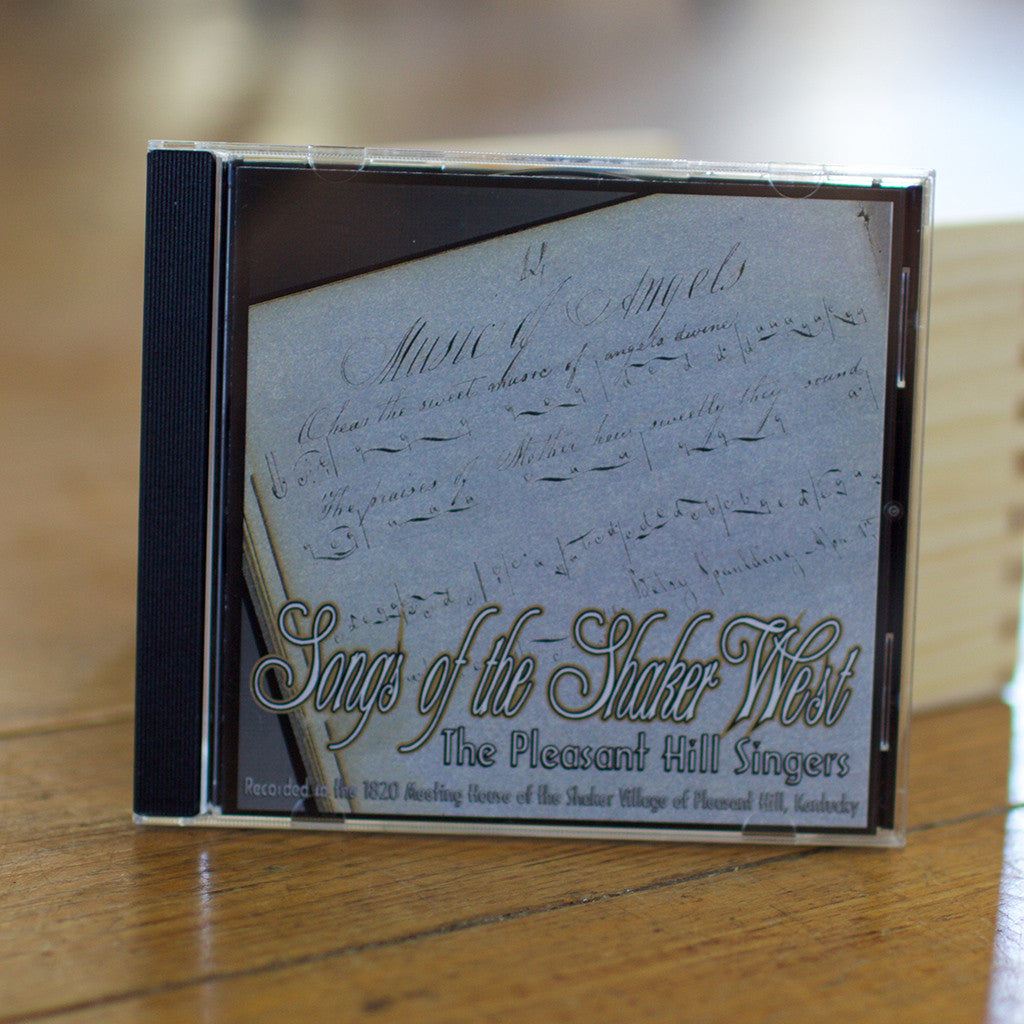 Music of Angels
O hear the sweet music of angels divine
The praises of Mother how sweetly they sound
Betsy Spaulding
Songs of the Shaker West
The Pleasant Hill Singers
Recorded in the 1820 Meeting House of the Shaker Village of Pleasant Hill, Kentucky